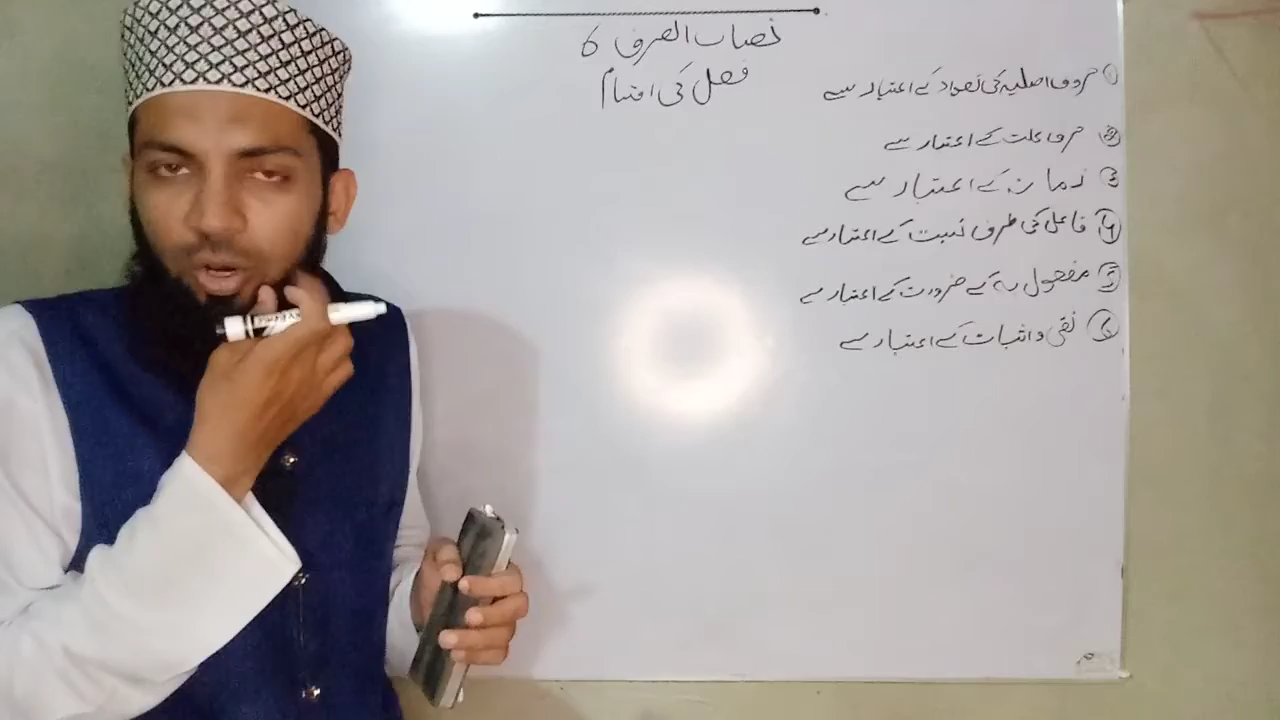 نصاب الصرف 6
فعل کی اقسام
① حروف اصلیہ کی تعداد کے اعتبار سے
② حرف علت کے اعتبار سے
③ زمانہ کے اعتبار سے
④ فاعل کی طرف نسبت کے اعتبار سے
⑤ مفعول بہ کے ضرورت کے اعتبار سے
⑥ نفی و اثبات کے اعتبار سے